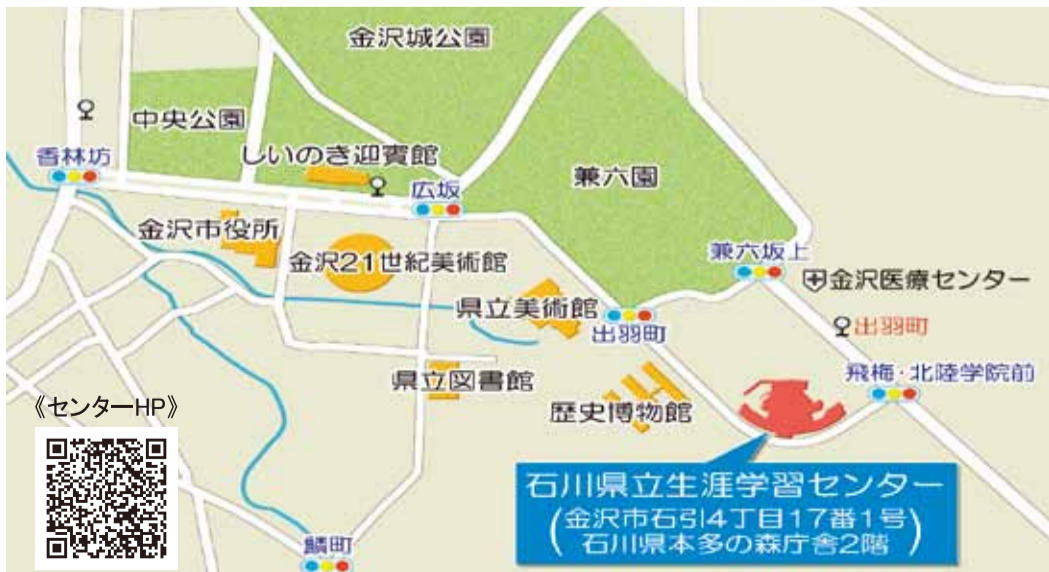 金沢城公園
中央公園
香林坊
しいのき迎賓館
広坂
兼六園
金沢市役所
金沢21世紀美術館
兼六坂上
金沢医療センター
県立美術館
出羽町
出羽町
県立図書館
飛梅・北陸学院前
《センターHP》
歴史博物館
石川県立生涯学習センター
(金沢市石引4丁目17番1号
石川県本多の森庁舎2階)
鱗町